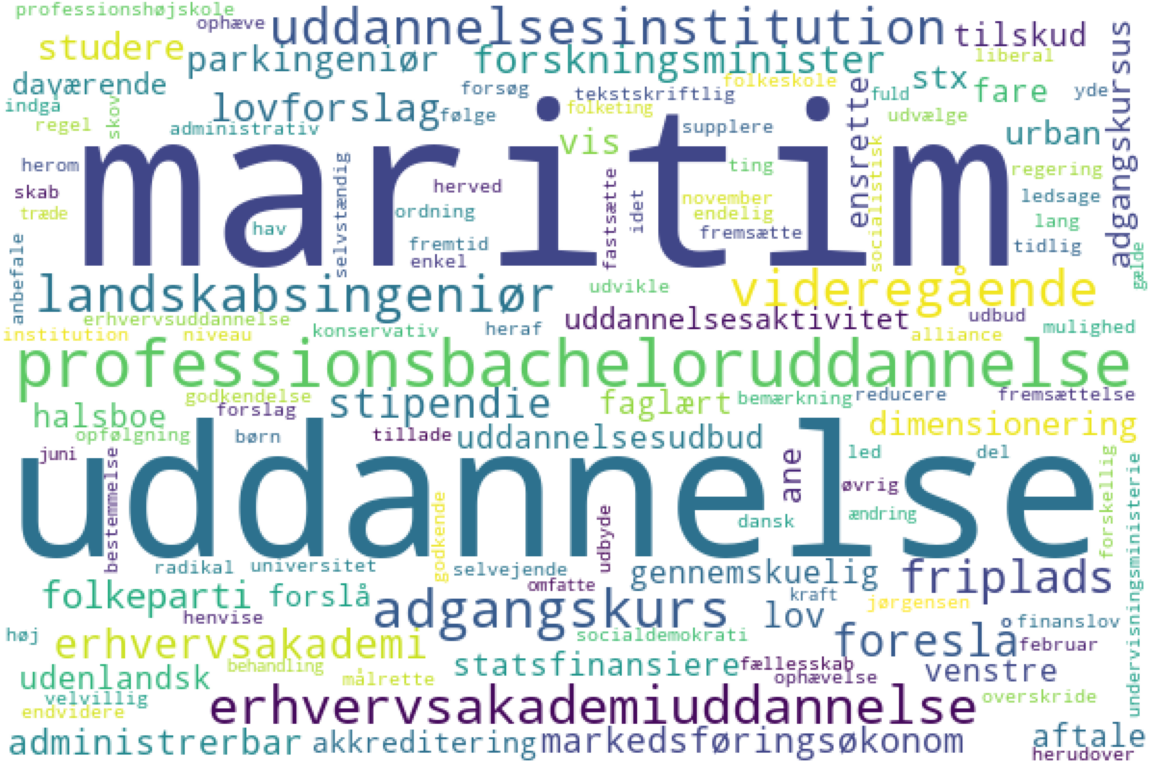 professionshøjskole
ophæve
uddannelsesinstitution
tilskud
studere
parkingeniør
forskningsminister
liberal
daværende
forsøg
tekstskriftlig
folkeskole
stx
fare
yde
adgangskursus
indgå
skov
lovforslag
følge
folketing
fuld
udvælge
regel
administrativ
vis
supplere
ensrette
urban
herom
maritim
selvstændig
herved
ting
socialistisk
regering
skab
ordning
fastsætte
idet
november
endelig
ledsage
træde
hav
fremtid
enkel
fremsætte
lang
tidlig
anbefale
gælde
landskabsingeniør
udvikle
videregående
erhvervsuddannelse
uddannelsesaktivitet
udbud
institution
niveau
konservativ
heraf
alliance
mulighed
professionsbacheloruddannelse
godkendelse
stipendie
faglært
bemærkning
reducere
fremsættelse
halsboe
forslag
dimensionering
opfølgning
børn
tillade
uddannelsesudbud
led
del
juni
uddannelse
ane
øvrig
bestemmelse
godkende
udbyde
dansk
ændring
forskellig
undervisningsministerie
radikal
universitet
selvejende
omfatte
gennemskuelig
friplads
folkeparti
forslå
adgangskurs
kraft
lov
jørgensen
henvise
høj
erhvervsakademi
socialdemokrati
foreslå
finanslov
februar
behandling
udenlandsk
målrette
statsfinansiere
fællesskab
ophævelse
venstre
velvillig
endvidere
erhvervsakademiuddannelse
overskride
administrerbar
akkreditering
markedsføringsøkonom
aftale
herudover